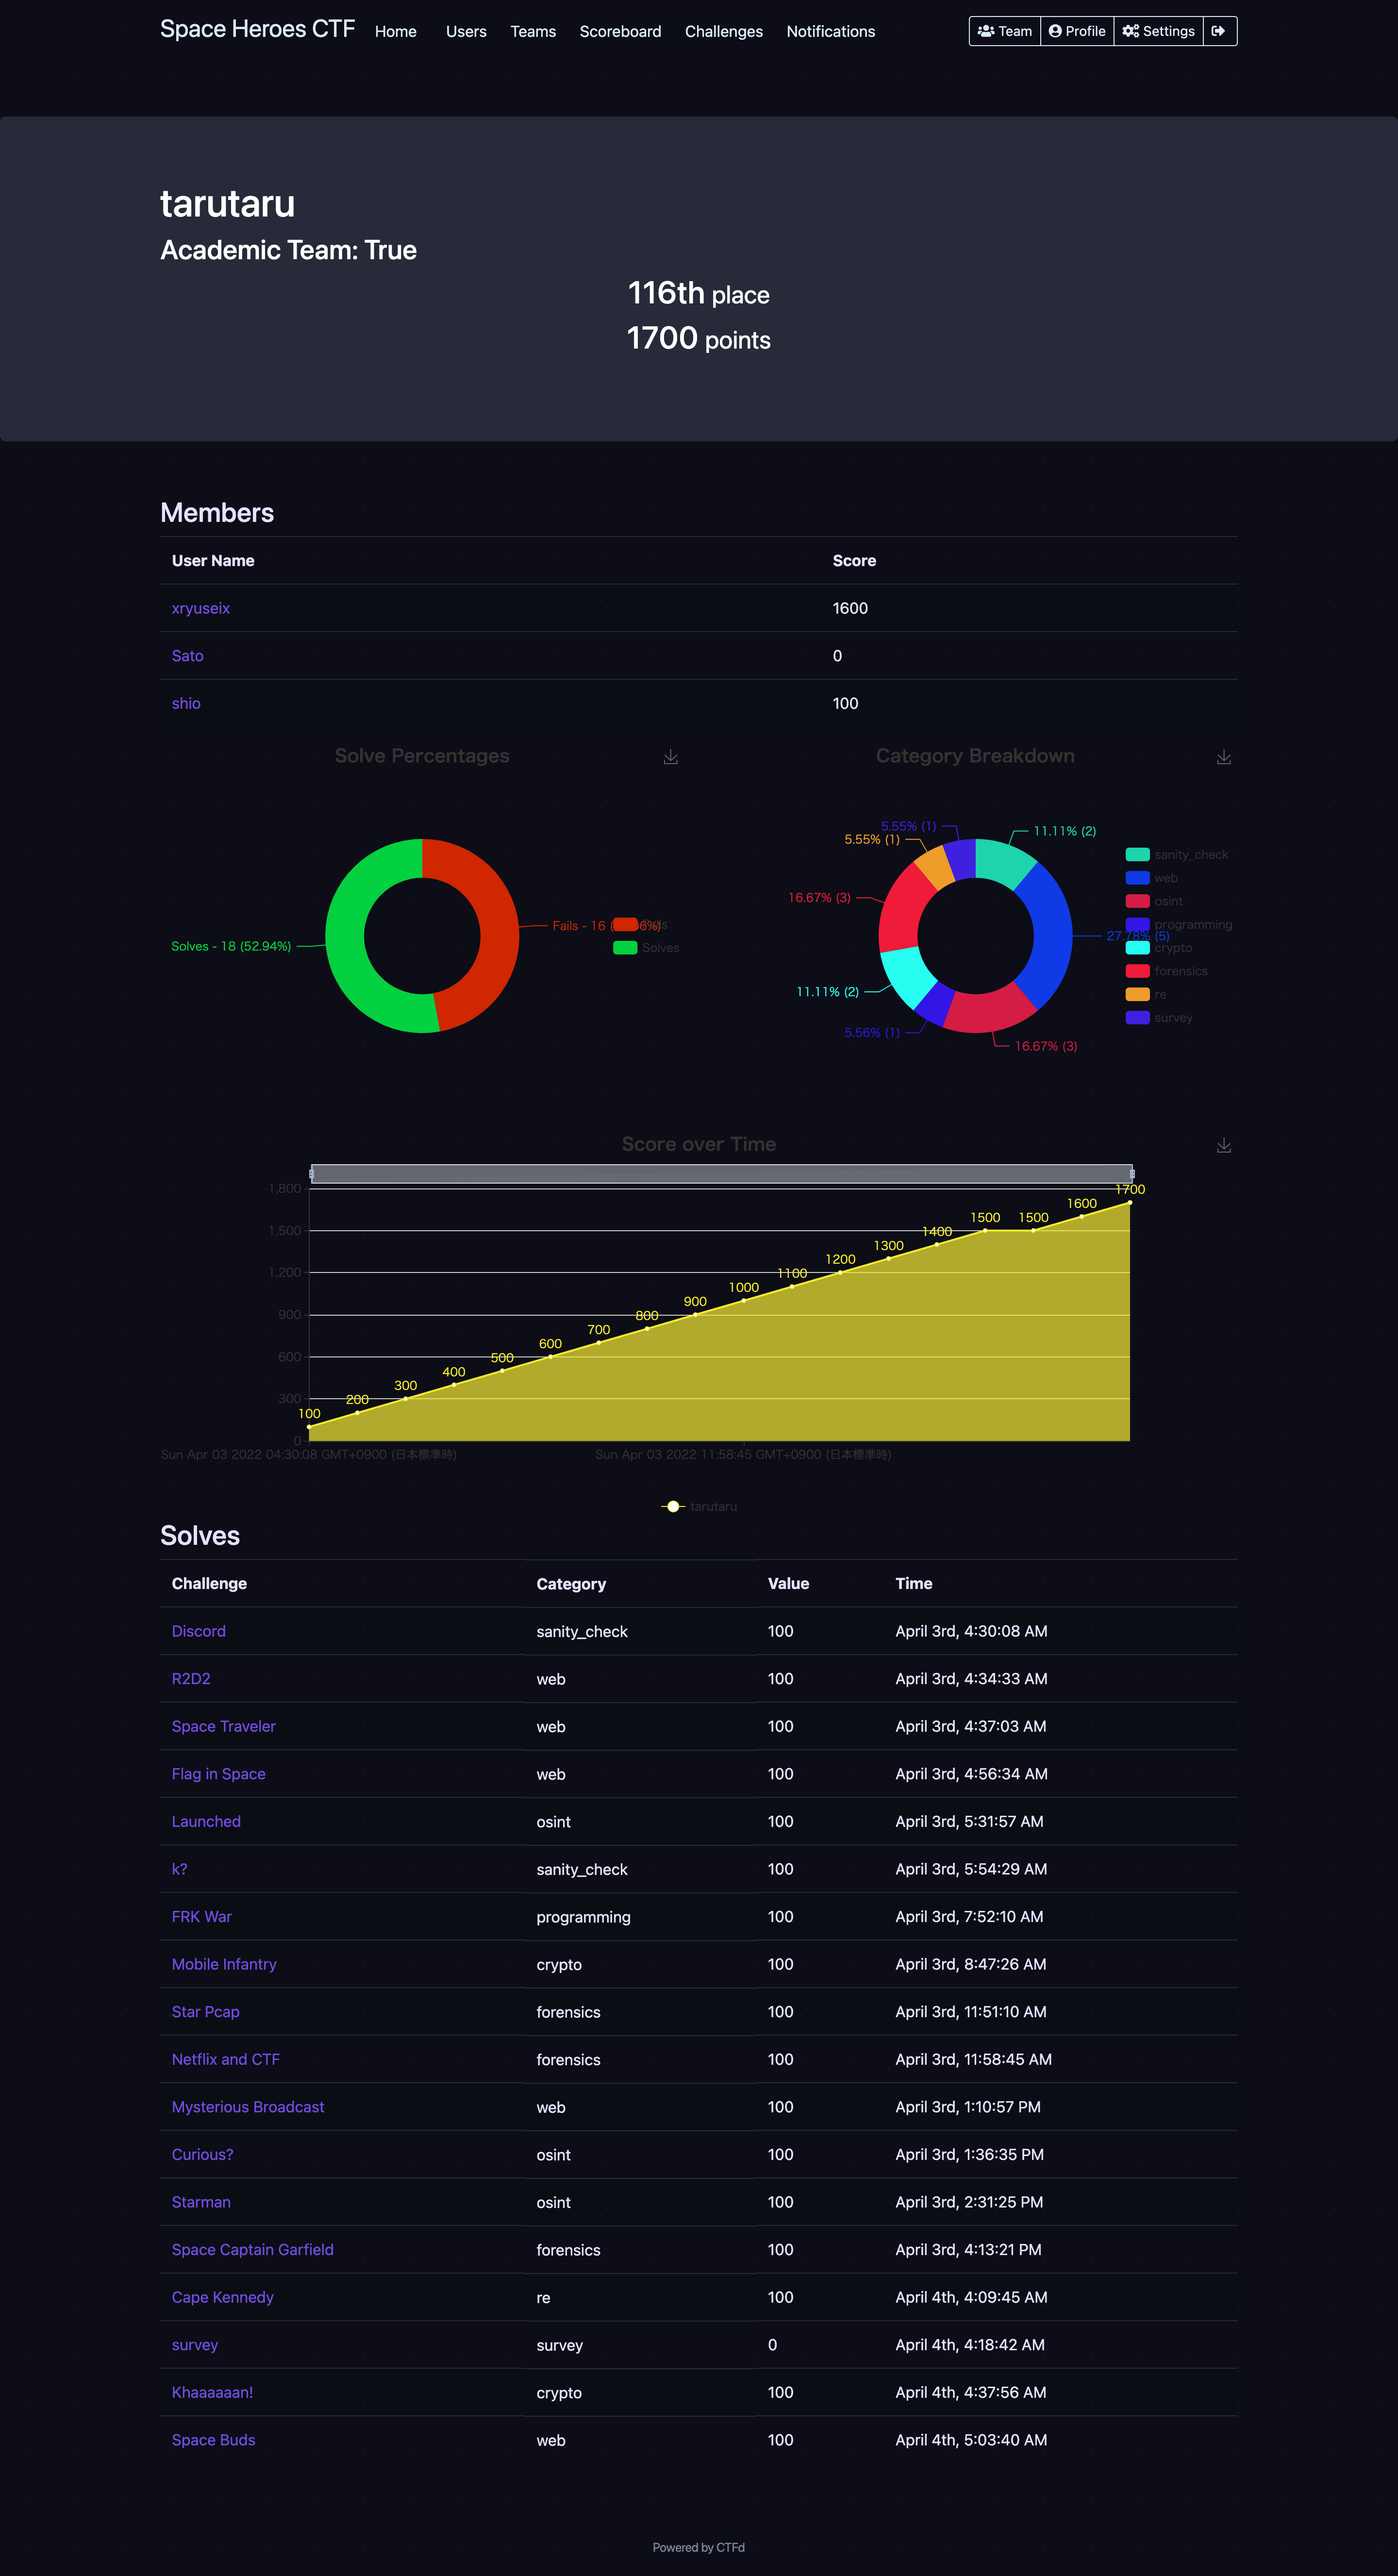 Space Heroes CTF Home Users Teams Scoreboard Challenges Notifications Team Profile Settings
tarutaru
Academic Team: True
116th place
1700 points
Members
User Name Score
xryuseix 1600
Sato 0
shio 100
Solve Percentages
Solves - 18 (52.94%)
Fails - 16
Solves
Category Breakdown
5.55% (1)
11.11% (2)
5.55% (1)
16.67% (3)
27.78% (5)
11.11% (2)
5.56% (1)
16.67% (3)
sanity_check
web
osint
programming
crypto
forensics
re
survey
Score over Time
1,800
1,500
1,200
900
600
300
0
100 200 300 400 500 600 700 800 900 1000 1100 1200 1300 1400 1500 1500 1600 1700
Sun Apr 03 2022 04:30:08 GMT+0900 (日本標準時) Sun Apr 03 2022 11:58:45 GMT+0900 (日本標準時)
tarutaru
Solves
Challenge Category Value Time
Discord sanity_check 100 April 3rd, 4:30:08 AM
R2D2 web 100 April 3rd, 4:34:33 AM
Space Traveler web 100 April 3rd, 4:37:03 AM
Flag in Space web 100 April 3rd, 4:56:34 AM
Launched osint 100 April 3rd, 5:31:57 AM
k? sanity_check 100 April 3rd, 5:54:29 AM
FRK War programming 100 April 3rd, 7:52:10 AM
Mobile Infantry crypto 100 April 3rd, 8:47:26 AM
Star Pcap forensics 100 April 3rd, 11:51:10 AM
Netflix and CTF forensics 100 April 3rd, 11:58:45 AM
Mysterious Broadcast web 100 April 3rd, 1:10:57 PM
Curious? osint 100 April 3rd, 1:36:35 PM
Starman osint 100 April 3rd, 2:31:25 PM
Space Captain Garfield forensics 100 April 3rd, 4:13:21 PM
Cape Kennedy re 100 April 4th, 4:09:45 AM
survey survey 0 April 4th, 4:18:42 AM
Khaaaaaan! crypto 100 April 4th, 4:37:56 AM
Space Buds web 100 April 4th, 5:03:40 AM
Powered by CTFd